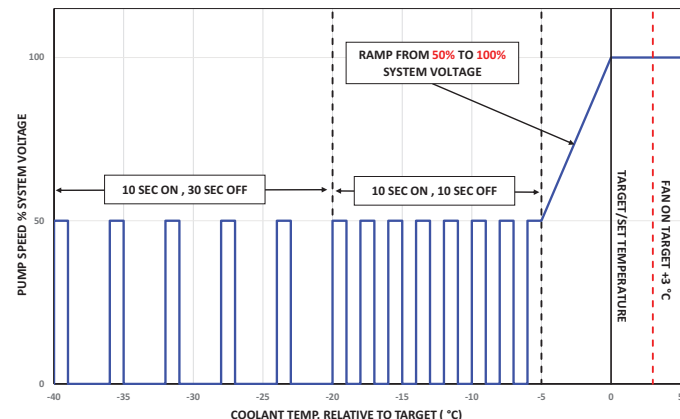 PUMP SPEED % SYSTEM VOLTAGE
100
50
0
RAMP FROM 50% TO 100%
SYSTEM VOLTAGE
10 SEC ON , 30 SEC OFF
10 SEC ON , 10 SEC OFF
TARGET/SET TEMPERATURE
FAN ON TARGET +3 °C
-40
-35
-30
-25
-20
-15
-10
-5
0
5
COOLANT TEMP. RELATIVE TO TARGET ( °C)